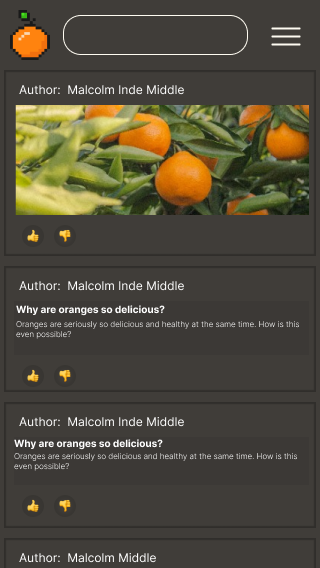 Author: Malcolm Inde Middle
Author: Malcolm Inde Middle
Why are oranges so delicious?
Oranges are seriously so delicious and healthy at the same time. How is this
even possible?
Author: Malcolm Inde Middle
Why are oranges so delicious?
Oranges are seriously so delicious and healthy at the same time. How is this
even possible?
Author: Malcolm Middle